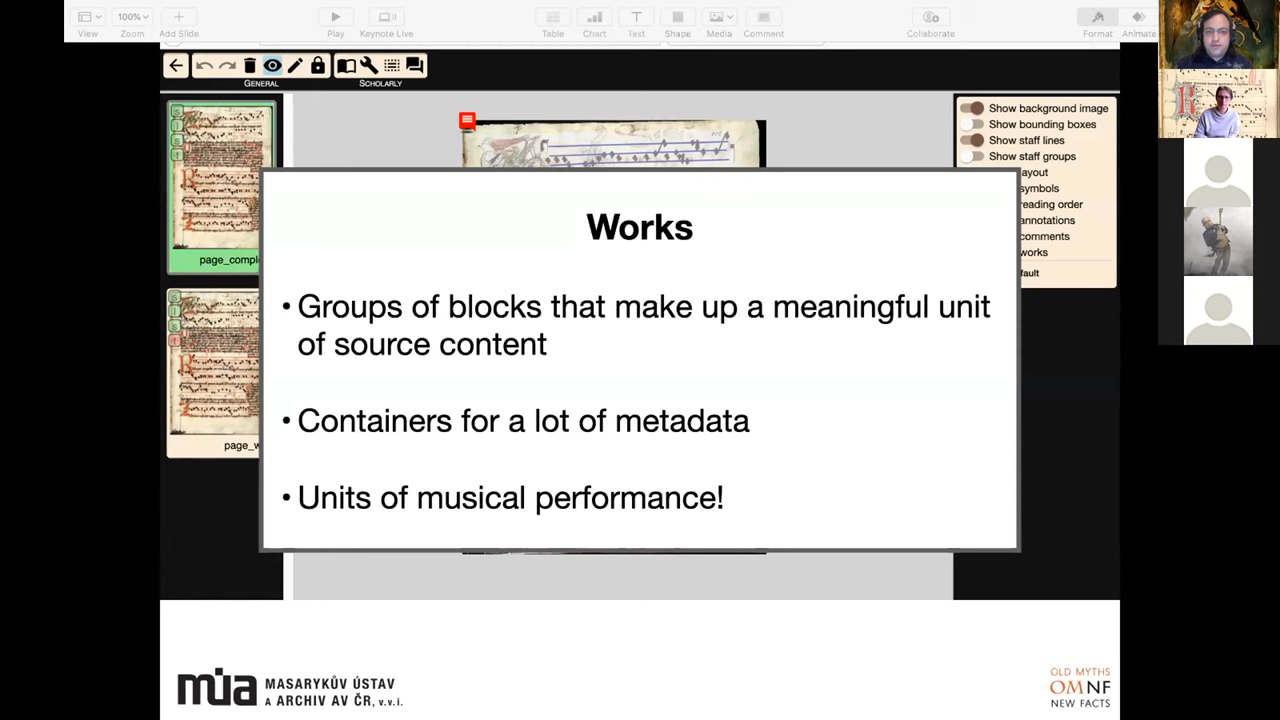 100%
View
Zoom
Add Slide
Play
Keynote Live
Table
Chart
Text
Shape
Media
Comment
Collaborate
Format
Animate
GENERAL
SCHOLARLY
Show background image
Show bounding boxes
Show staff lines
Show staff groups
ayout
symbols
reading order
annotations
comments
works
fault
page_compl
page_w
Works
• Groups of blocks that make up a meaningful unit
of source content
• Containers for a lot of metadata
• Units of musical performance!
mia MASARYKŮV ÚSTAV
A ARCHIV AV ČR, v.v.i.
OLD MYTHS
OMNF
NEW FACTS